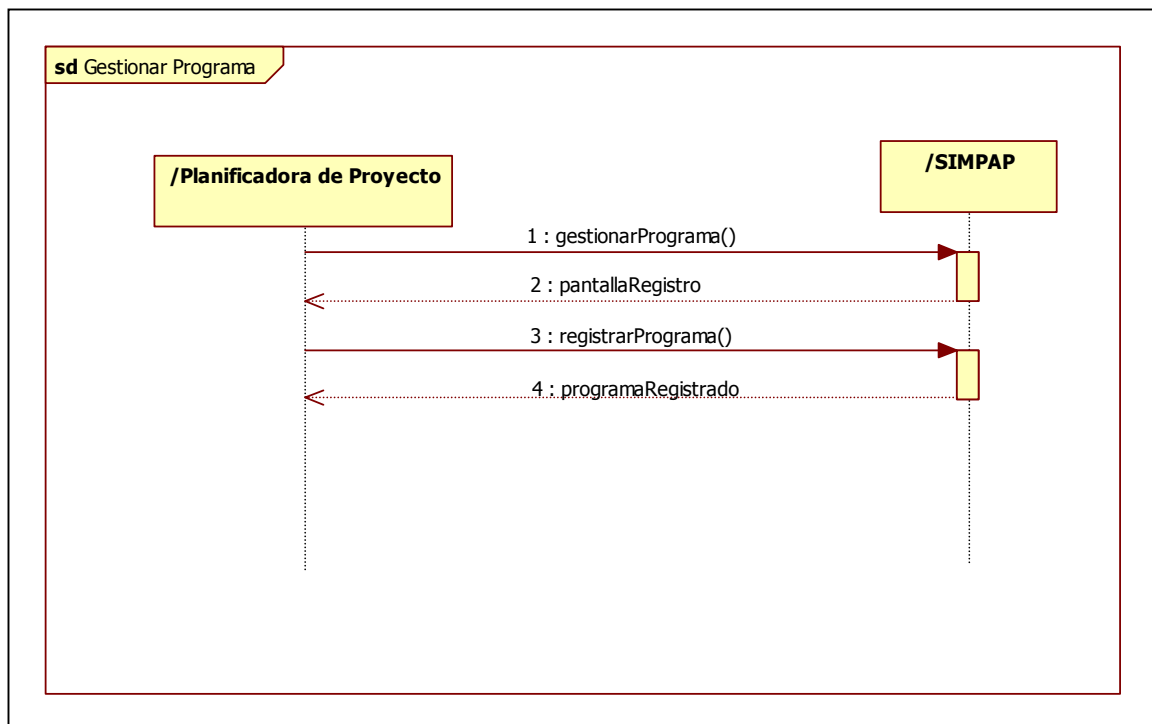 sd Gestionar Programa
/Planificadora de Proyecto
/SIMPAP
1 : gestionarPrograma()
2 : pantallaRegistro
3 : registrarPrograma()
4 : programaRegistrado